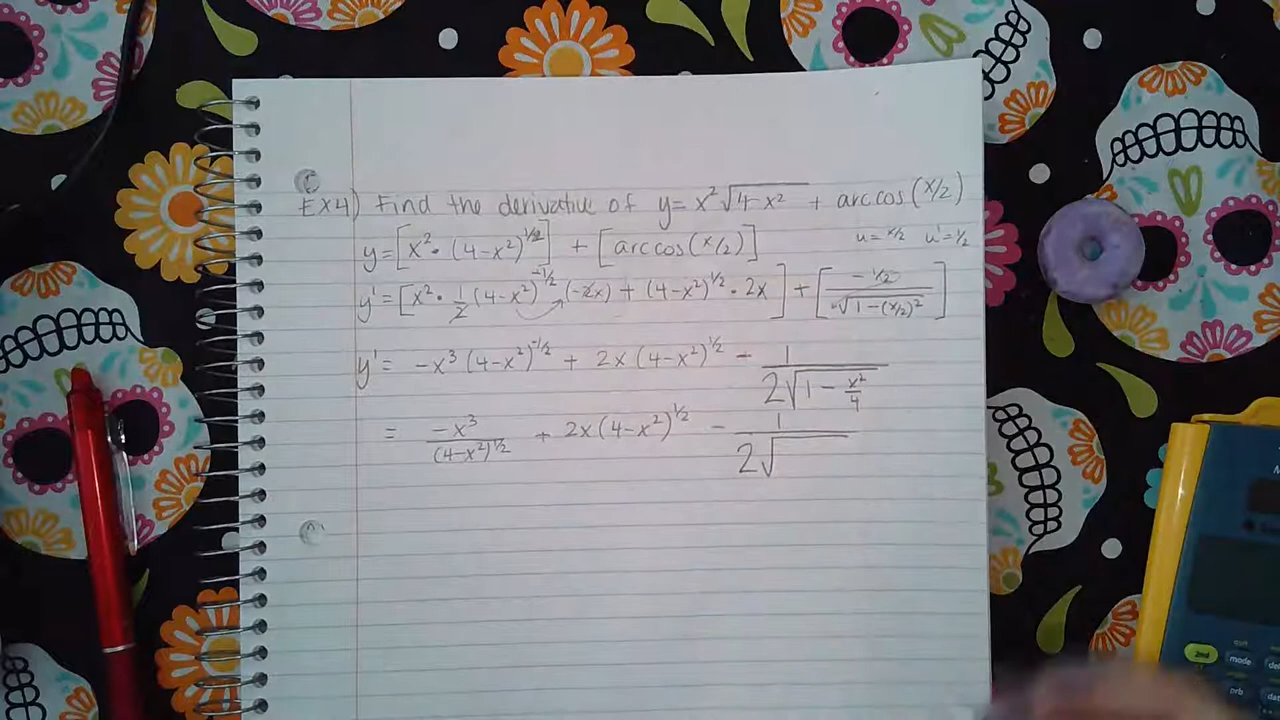 EX4) Find the derivative of y = x²√(4-x²) + arccos(x/2)
y = [x² · (4-x²)^1/2] + [arccos(x/2)] u = x/2 u' = 1/2
y' = [x² · 1/2 (4-x²)^-1/2 (-2x) + (4-x²)^1/2 · 2x] + [-1/2 / √(1-(x/2)²)]
y' = -x³ (4-x²)^-1/2 + 2x (4-x²)^1/2 - 1 / 2√(1 - x²/4)
= -x³ / (4-x²)^1/2 + 2x (4-x²)^1/2 - 1 / 2√
2nd mode
prb